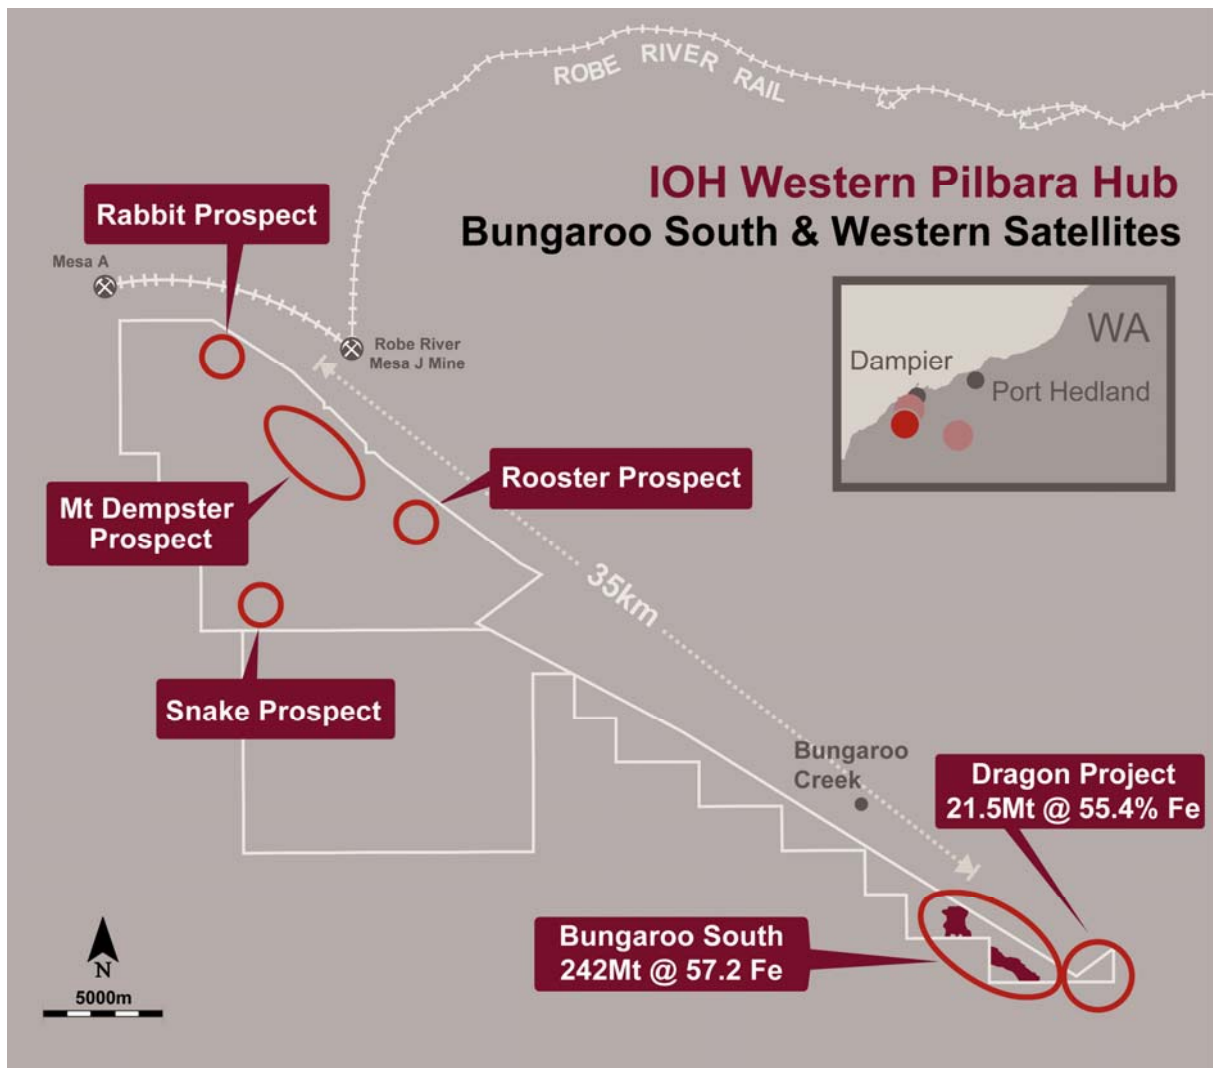 ROBE RIVER RAIL
IOH Western Pilbara Hub
Bungaroo South & Western Satellites
Rabbit Prospect
Mesa A
Robe River
Mesa J Mine
WA
Dampier
Port Hedland
Rooster Prospect
Mt Dempster
Prospect
35km
Snake Prospect
Bungaroo
Creek
Dragon Project
21.5Mt @ 55.4% Fe
Bungaroo South
242Mt @ 57.2 Fe
N
5000m